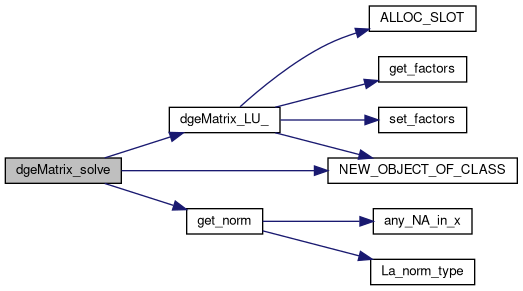 dgeMatrix_solve
dgeMatrix_LU_
get_norm
ALLOC_SLOT
get_factors
set_factors
NEW_OBJECT_OF_CLASS
any_NA_in_x
La_norm_type